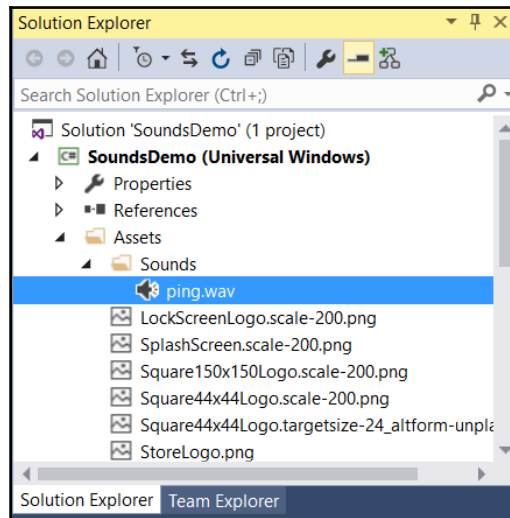 Solution Explorer
Search Solution Explorer (Ctrl+;)
Solution 'SoundsDemo' (1 project)
C# SoundsDemo (Universal Windows)
Properties
References
Assets
Sounds
ping.wav
LockScreenLogo.scale-200.png
SplashScreen.scale-200.png
Square150x150Logo.scale-200.png
Square44x44Logo.scale-200.png
Square44x44Logo.targetsize-24_altform-unpla
StoreLogo.png
Solution Explorer Team Explorer